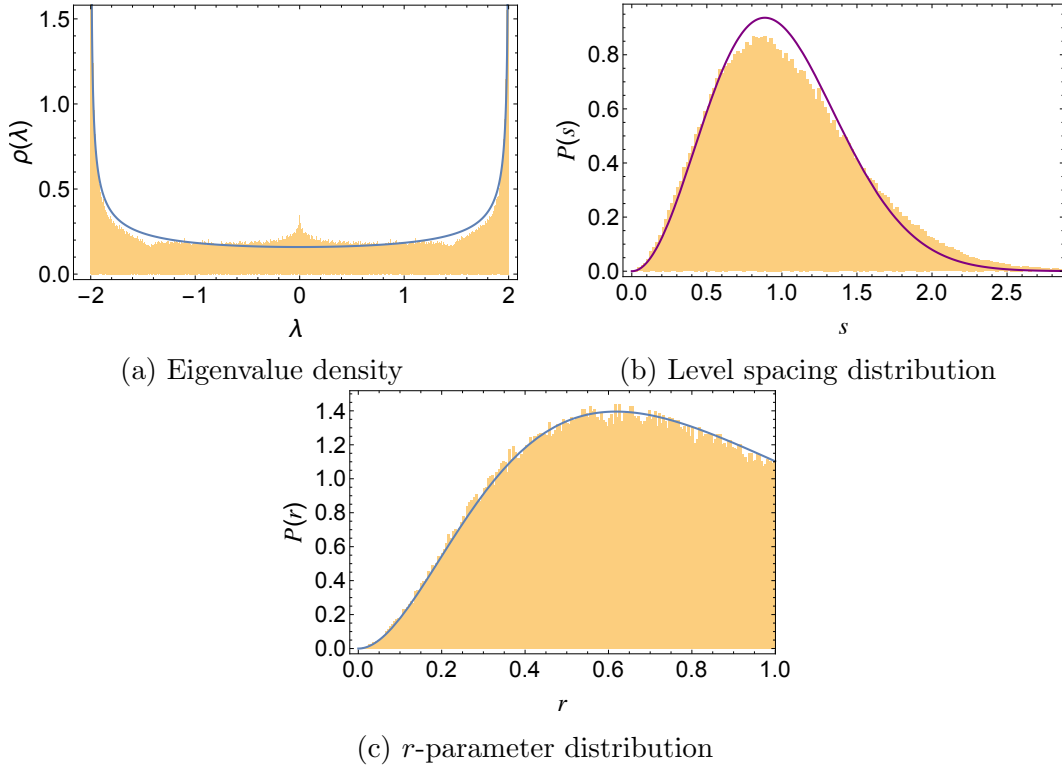 ρ(λ)
1.5
1.0
0.5
0.0
−2 −1 0 1 2
λ
(a) Eigenvalue density
P(s)
0.8
0.6
0.4
0.2
0.0
0.0 0.5 1.0 1.5 2.0 2.5
s
(b) Level spacing distribution
P(r)
1.4
1.2
1.0
0.8
0.6
0.4
0.2
0.0
0.0 0.2 0.4 0.6 0.8 1.0
r
(c) r-parameter distribution